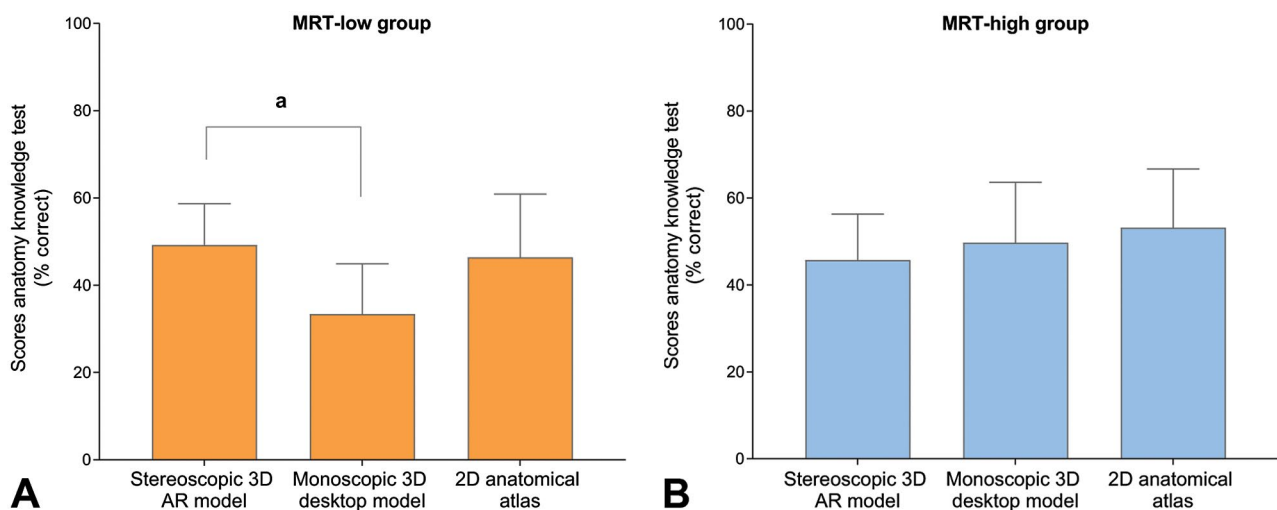 MRT-low group
Scores anatomy knowledge test
(% correct)
100
80
60
40
20
0
a
Stereoscopic 3D
AR model
Monoscopic 3D
desktop model
2D anatomical
atlas
A
MRT-high group
Scores anatomy knowledge test
(% correct)
100
80
60
40
20
0
Stereoscopic 3D
AR model
Monoscopic 3D
desktop model
2D anatomical
atlas
B